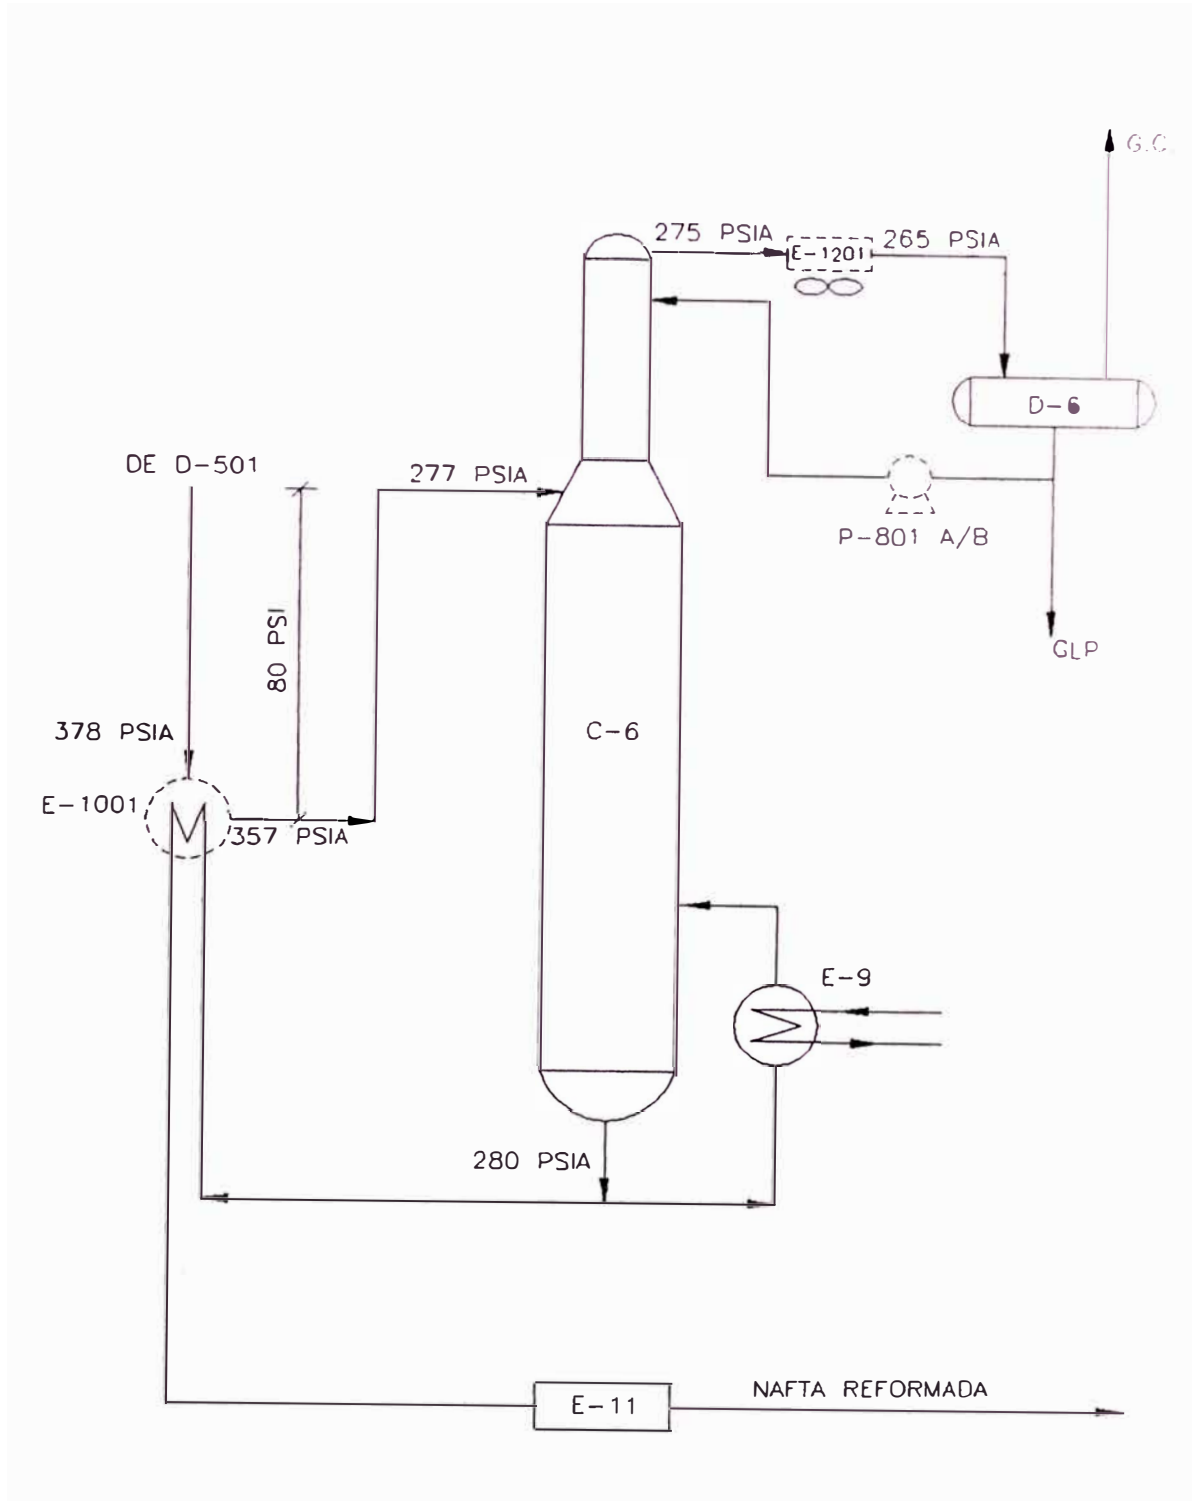 G.C.
275 PSIA
E-1201
265 PSIA
D-6
DE D-501
277 PSIA
P-801 A/B
80 PSI
GLP
378 PSIA
C-6
E-1001
357 PSIA
E-9
280 PSIA
NAFTA REFORMADA
E-11